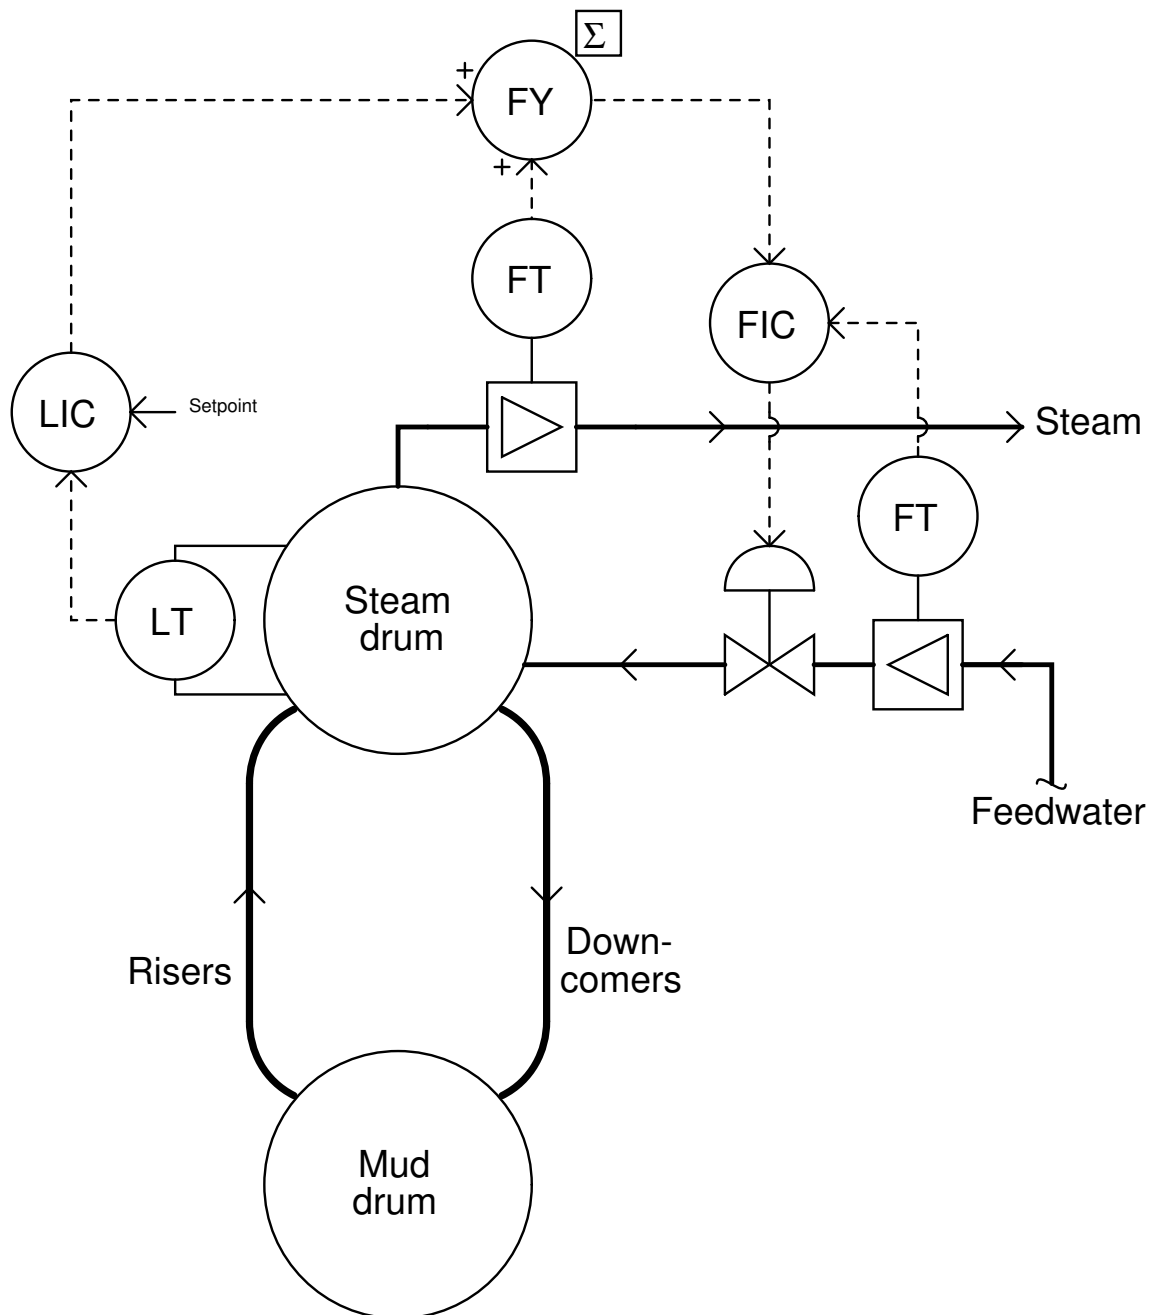 Σ
+
FY
+
FT
FIC
LIC
Setpoint
Steam
FT
LT
Steam
drum
Feedwater
Risers
Down-
comers
Mud
drum